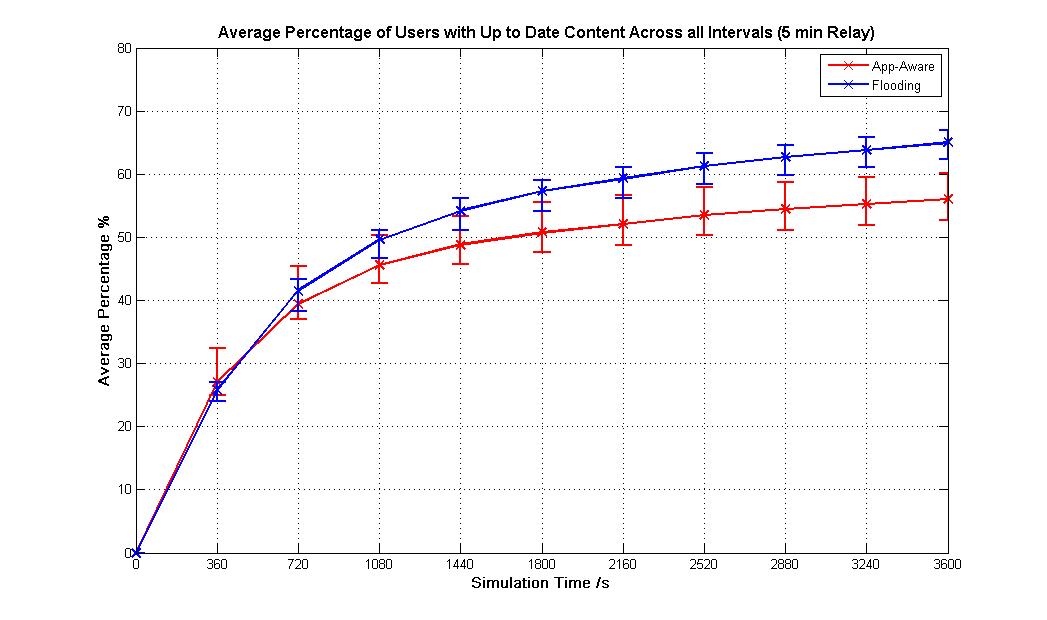 Average Percentage of Users with Up to Date Content Across all Intervals (5 min Relay)
App-Aware
Flooding
80
70
60
50
40
30
20
10
0
Average Percentage %
0 360 720 1080 1440 1800 2160 2520 2880 3240 3600
Simulation Time /s